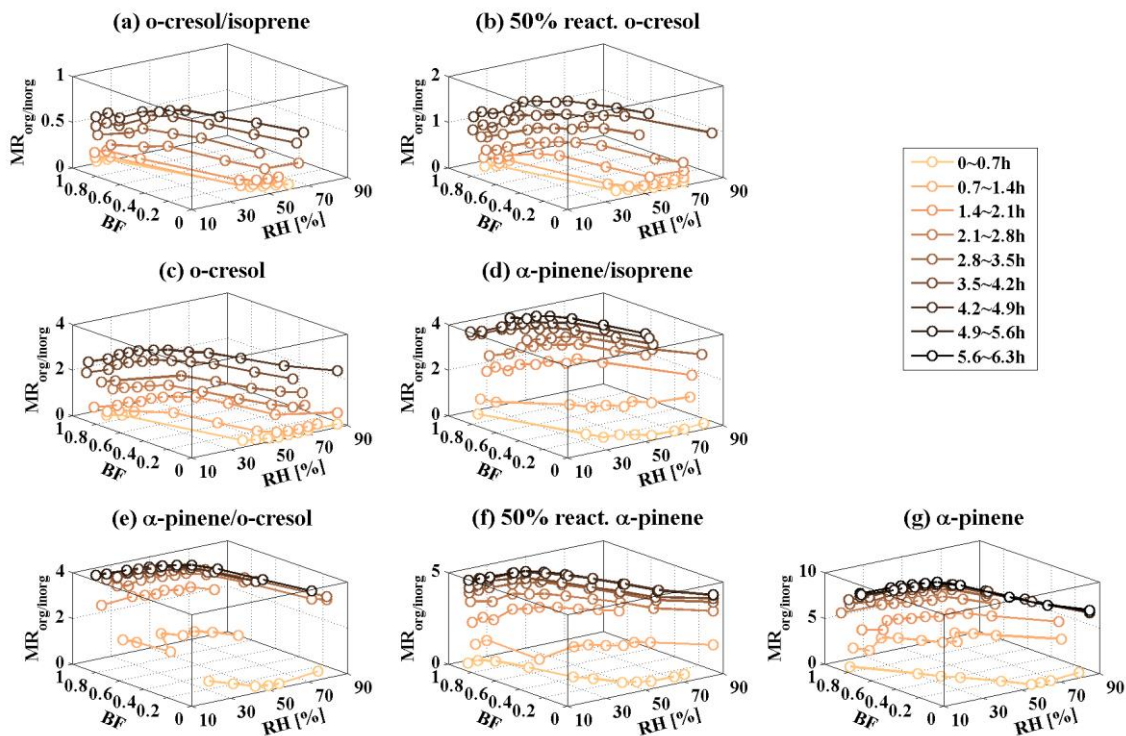 (a) o-cresol/isoprene
(b) 50% react. o-cresol
MRorg/inorg
1
0.5
0
1
0.8
0.6
0.4
0.2
0
BF
10
30
50
70
90
RH [%]
MRorg/inorg
2
1
0
1
0.8
0.6
0.4
0.2
0
BF
10
30
50
70
90
RH [%]
0~0.7h
0.7~1.4h
1.4~2.1h
2.1~2.8h
2.8~3.5h
3.5~4.2h
4.2~4.9h
4.9~5.6h
5.6~6.3h
(c) o-cresol
(d) α-pinene/isoprene
MRorg/inorg
4
2
0
1
0.8
0.6
0.4
0.2
0
BF
10
30
50
70
90
RH [%]
MRorg/inorg
4
2
0
1
0.8
0.6
0.4
0.2
0
BF
10
30
50
70
90
RH [%]
(e) α-pinene/o-cresol
(f) 50% react. α-pinene
(g) α-pinene
MRorg/inorg
4
2
0
1
0.8
0.6
0.4
0.2
0
BF
10
30
50
70
90
RH [%]
MRorg/inorg
5
0
1
0.8
0.6
0.4
0.2
0
BF
10
30
50
70
90
RH [%]
MRorg/inorg
10
5
0
1
0.8
0.6
0.4
0.2
0
BF
10
30
50
70
90
RH [%]